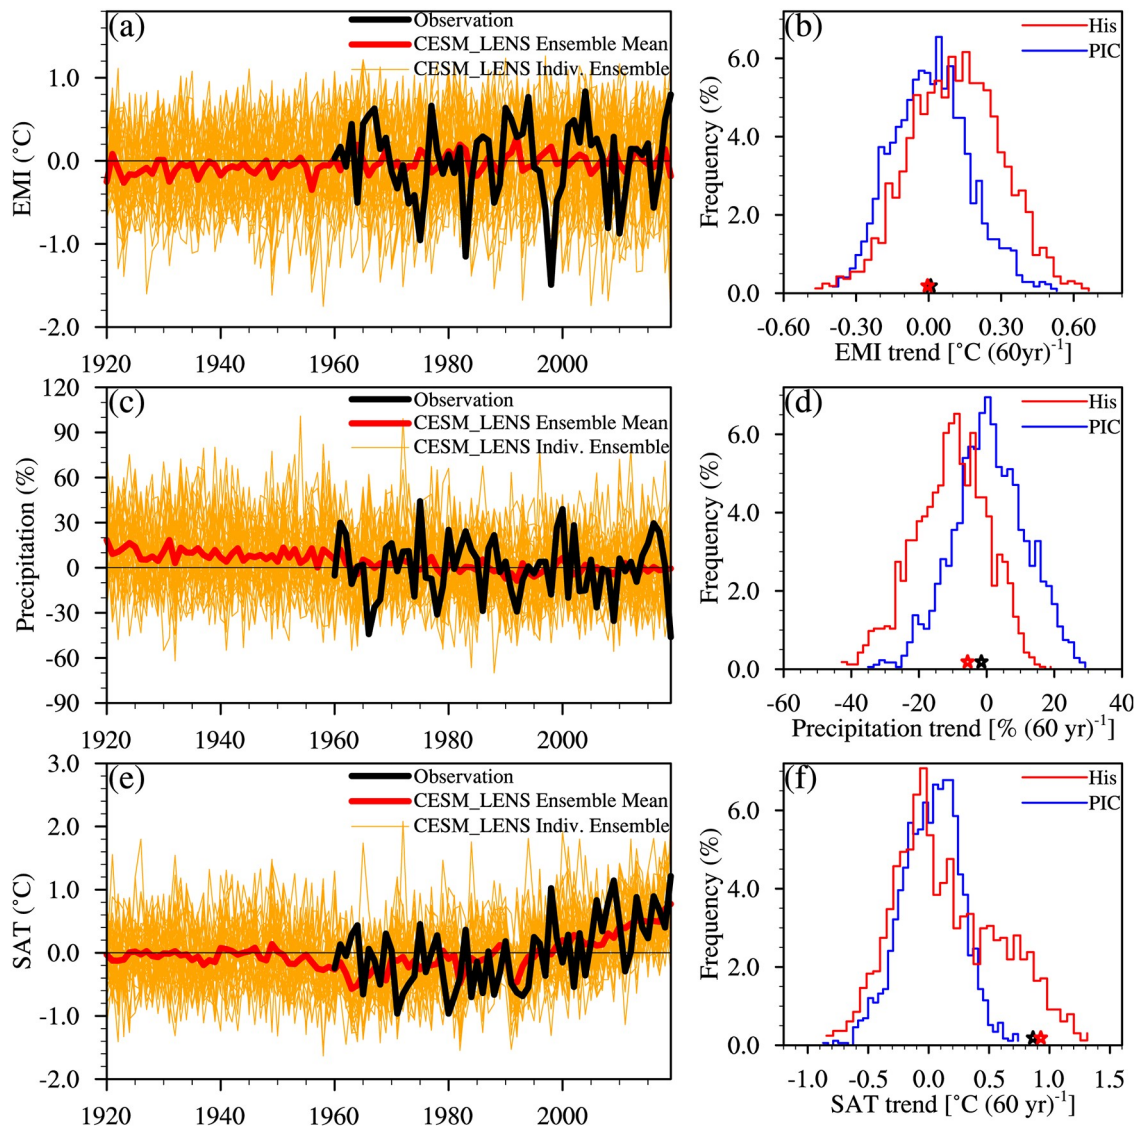 (a)
Observation
CESM_LENS Ensemble Mean
CESM_LENS Indiv. Ensemble
EMI (˚C)
1.0
0.0
-1.0
-2.0
1920 1940 1960 1980 2000
(b)
His
PIC
Frequency (%)
6.0
4.0
2.0
0.0
-0.60 -0.30 0.00 0.30 0.60
EMI trend [˚C (60yr)-1]
(c)
Observation
CESM_LENS Ensemble Mean
CESM_LENS Indiv. Ensemble
Precipitation (%)
120
90
60
30
0
-30
-60
-90
1920 1940 1960 1980 2000
(d)
His
PIC
Frequency (%)
6.0
4.0
2.0
0.0
-60 -40 -20 0 20 40
Precipitation trend [% (60 yr)-1]
(e)
Observation
CESM_LENS Ensemble Mean
CESM_LENS Indiv. Ensemble
SAT (˚C)
3.0
2.0
1.0
0.0
-1.0
-2.0
1920 1940 1960 1980 2000
(f)
His
PIC
Frequency (%)
6.0
4.0
2.0
0.0
-1.0 -0.5 0.0 0.5 1.0 1.5
SAT trend [˚C (60 yr)-1]